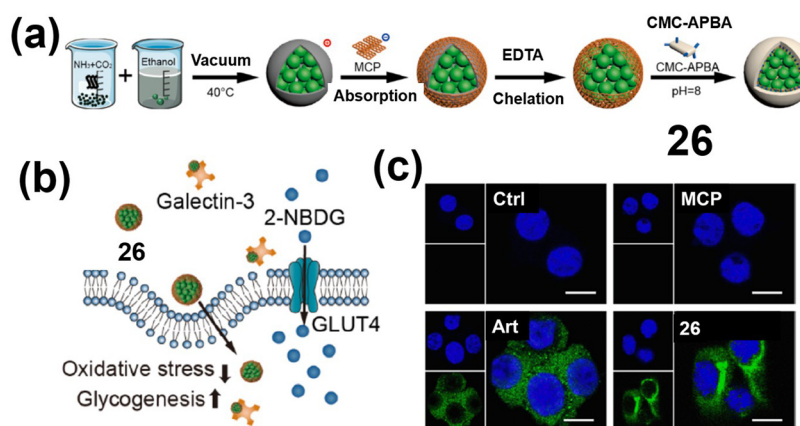 (a)
NH3+CO2
Ethanol
Vacuum
40°C
MCP
Absorption
EDTA
Chelation
CMC-APBA
CMC-APBA
pH=8
26
(b)
Galectin-3
26
2-NBDG
GLUT4
Oxidative stress
Glycogenesis
(c)
Ctrl
MCP
Art
26